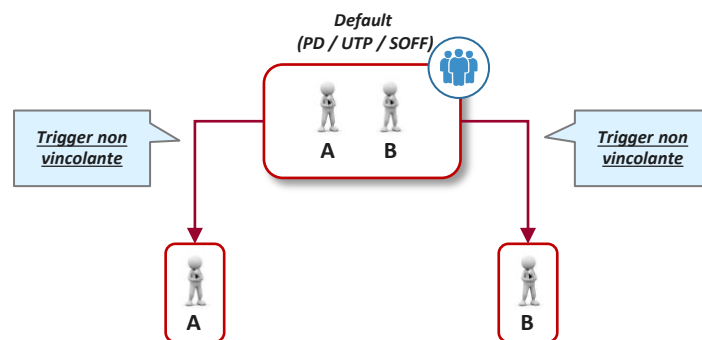 Default
(PD / UTP / SOFF)
A B
Trigger non
vincolante
Trigger non
vincolante
A
B